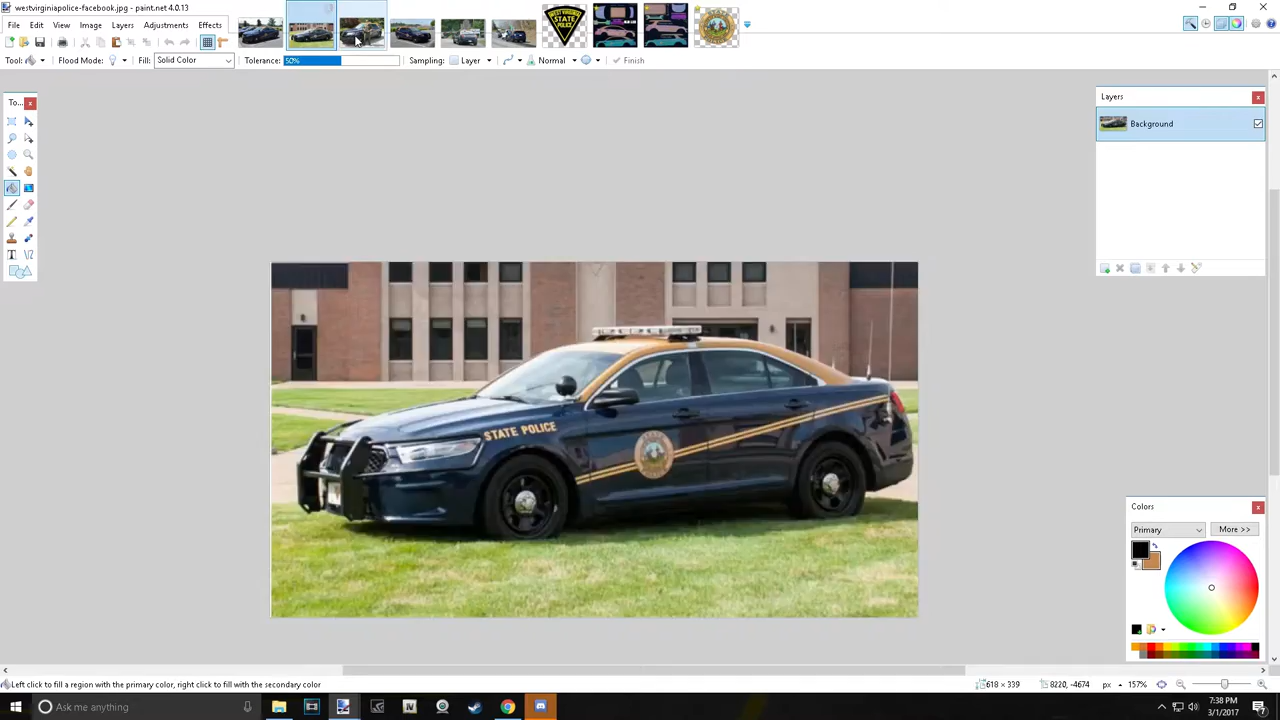 westvirginiapolice-facebook.jpg - paint.net 4.0.13
File Edit View Image Layers Adjustments Effects
WEST VIRGINIA
STATE
POLICE
Tool: Flood Mode: Fill: Solid Color Tolerance: 50% Sampling: Layer Normal Finish
To...
Layers
Background
STATE POLICE
Colors
Primary More >>
Left click to fill a region with the primary color, right click to fill with the secondary color
618 × 339 8220, -4674 px 157%
Ask me anything
7:38 PM
3/1/2017